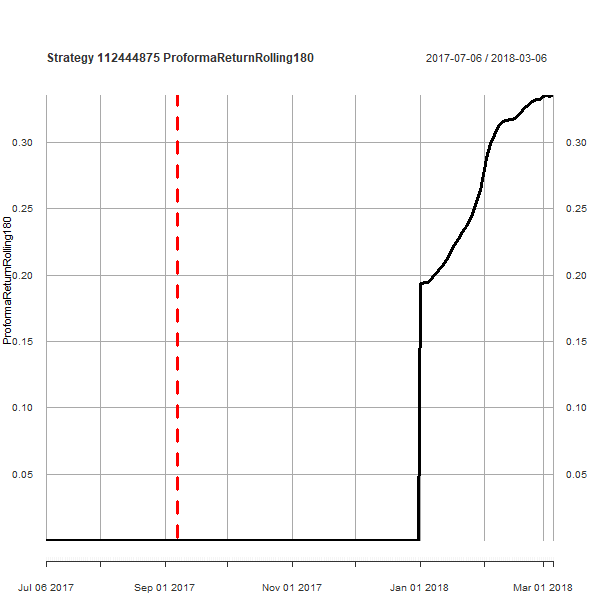 Strategy 112444875 ProformaReturnRolling180
2017-07-06 / 2018-03-06
ProformaReturnRolling180
0.30
0.25
0.20
0.15
0.10
0.05
0.30
0.25
0.20
0.15
0.10
0.05
Jul 06 2017
Sep 01 2017
Nov 01 2017
Jan 01 2018
Mar 01 2018